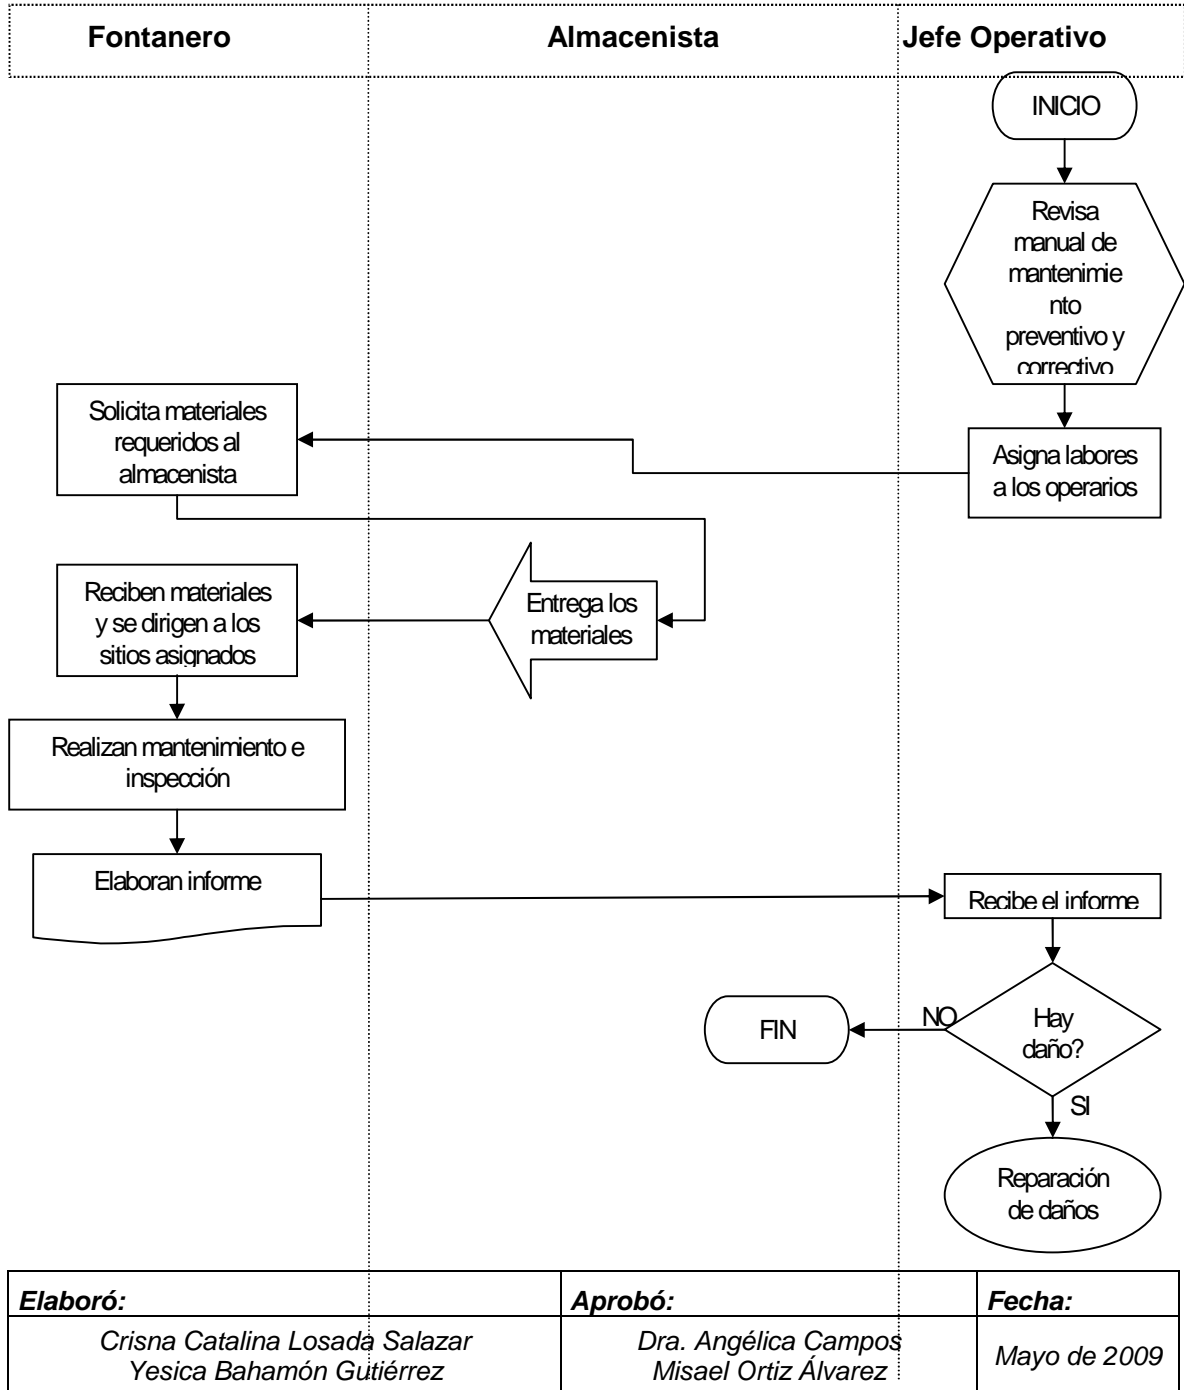 Fontanero
Almacenista
Jefe Operativo
INICIO
Revisa
manual de
mantenimie
nto
preventivo y
correctivo
Asigna labores
a los operarios
Solicita materiales
requeridos al
almacenista
Entrega los
materiales
Reciben materiales
y se dirigen a los
sitios asignados
Realizan mantenimiento e
inspección
Elaboran informe
Recibe el informe
Hay
daño?
NO
FIN
SI
Reparación
de daños
Elaboró:
Aprobó:
Fecha:
Crisna Catalina Losada Salazar
Yesica Bahamón Gutiérrez
Dra. Angélica Campos
Misael Ortiz Álvarez
Mayo de 2009